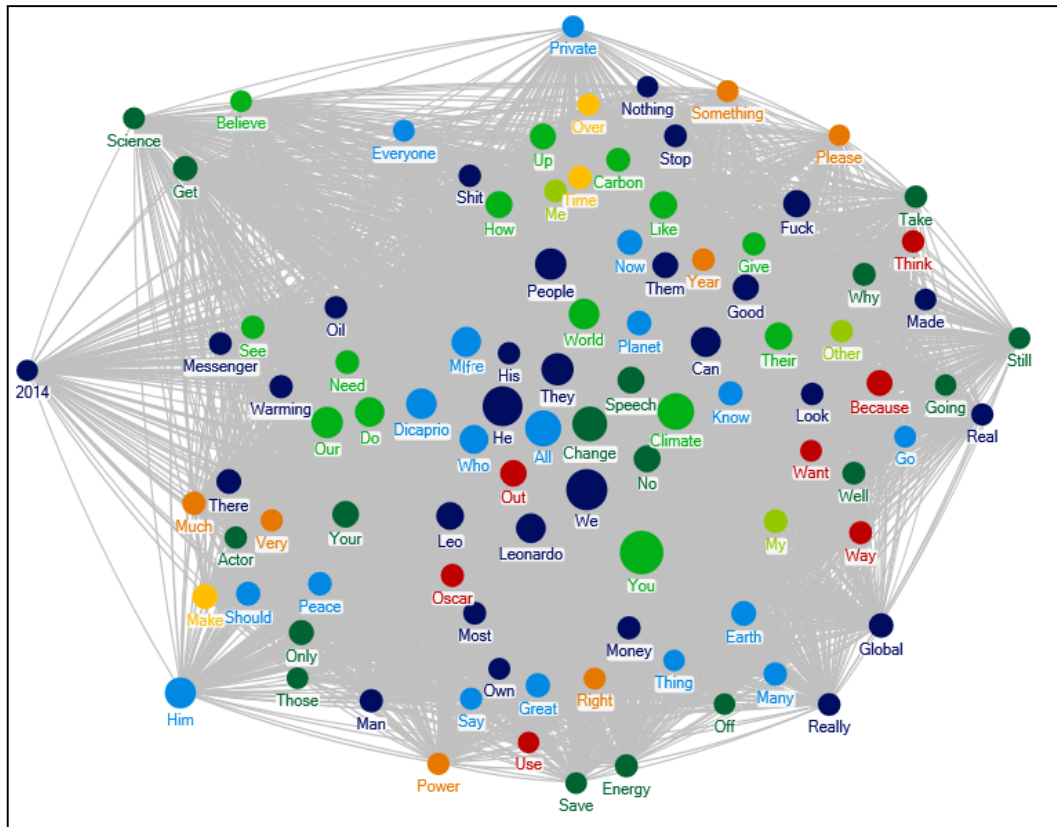 Private
Nothing
Something
Believe
Over
Science
Everyone
Up
Stop
Please
Get
Shit
Time
Carbon
Me
Take
How
Like
Fuck
Think
Now
Give
People
Them
Year
Why
Good
Made
Oil
World
Planet
Other
See
Messenger
Need
Mlfre
His
They
Can
Their
Still
2014
Warming
Speech
Know
Look
Because
Going
Real
Our
Do
Dicaprio
He
All
Change
Climate
Go
Who
No
Want
Well
There
Out
We
Much
Very
Your
Leo
Leonardo
My
Way
Actor
You
Oscar
Make
Should
Peace
Most
Money
Earth
Global
Only
Own
Thing
Him
Those
Man
Say
Great
Right
Many
Off
Really
Use
Power
Save
Energy